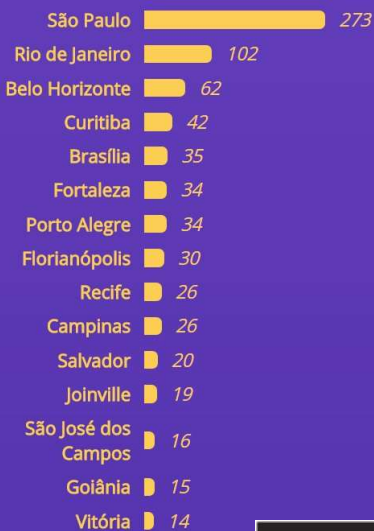 São Paulo 273
Rio de Janeiro 102
Belo Horizonte 62
Curitiba 42
Brasília 35
Fortaleza 34
Porto Alegre 34
Florianópolis 30
Recife 26
Campinas 26
Salvador 20
Joinville 19
São José dos
Campos 16
Goiânia 15
Vitória 14